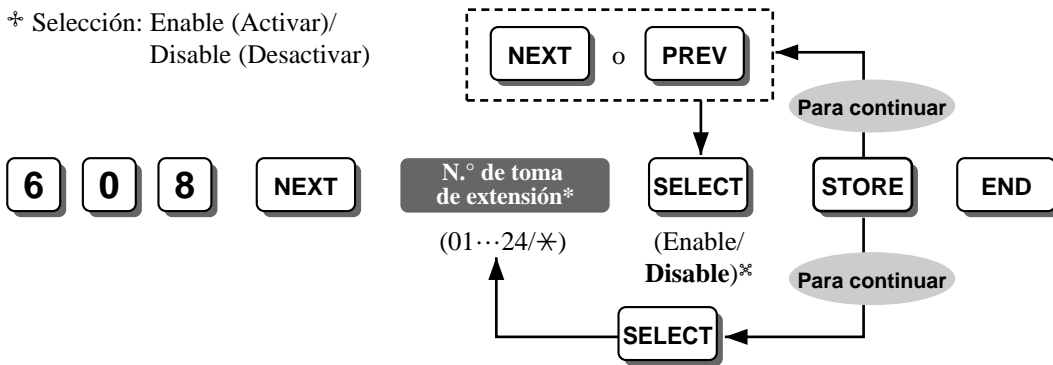 ✢ Selección: Enable (Activar)/
Disable (Desactivar)
NEXT o PREV
Para continuar
6 0 8 NEXT N.° de toma de extensión* SELECT STORE END
(01···24/✳) (Enable/
Disable)⌘
Para continuar
SELECT